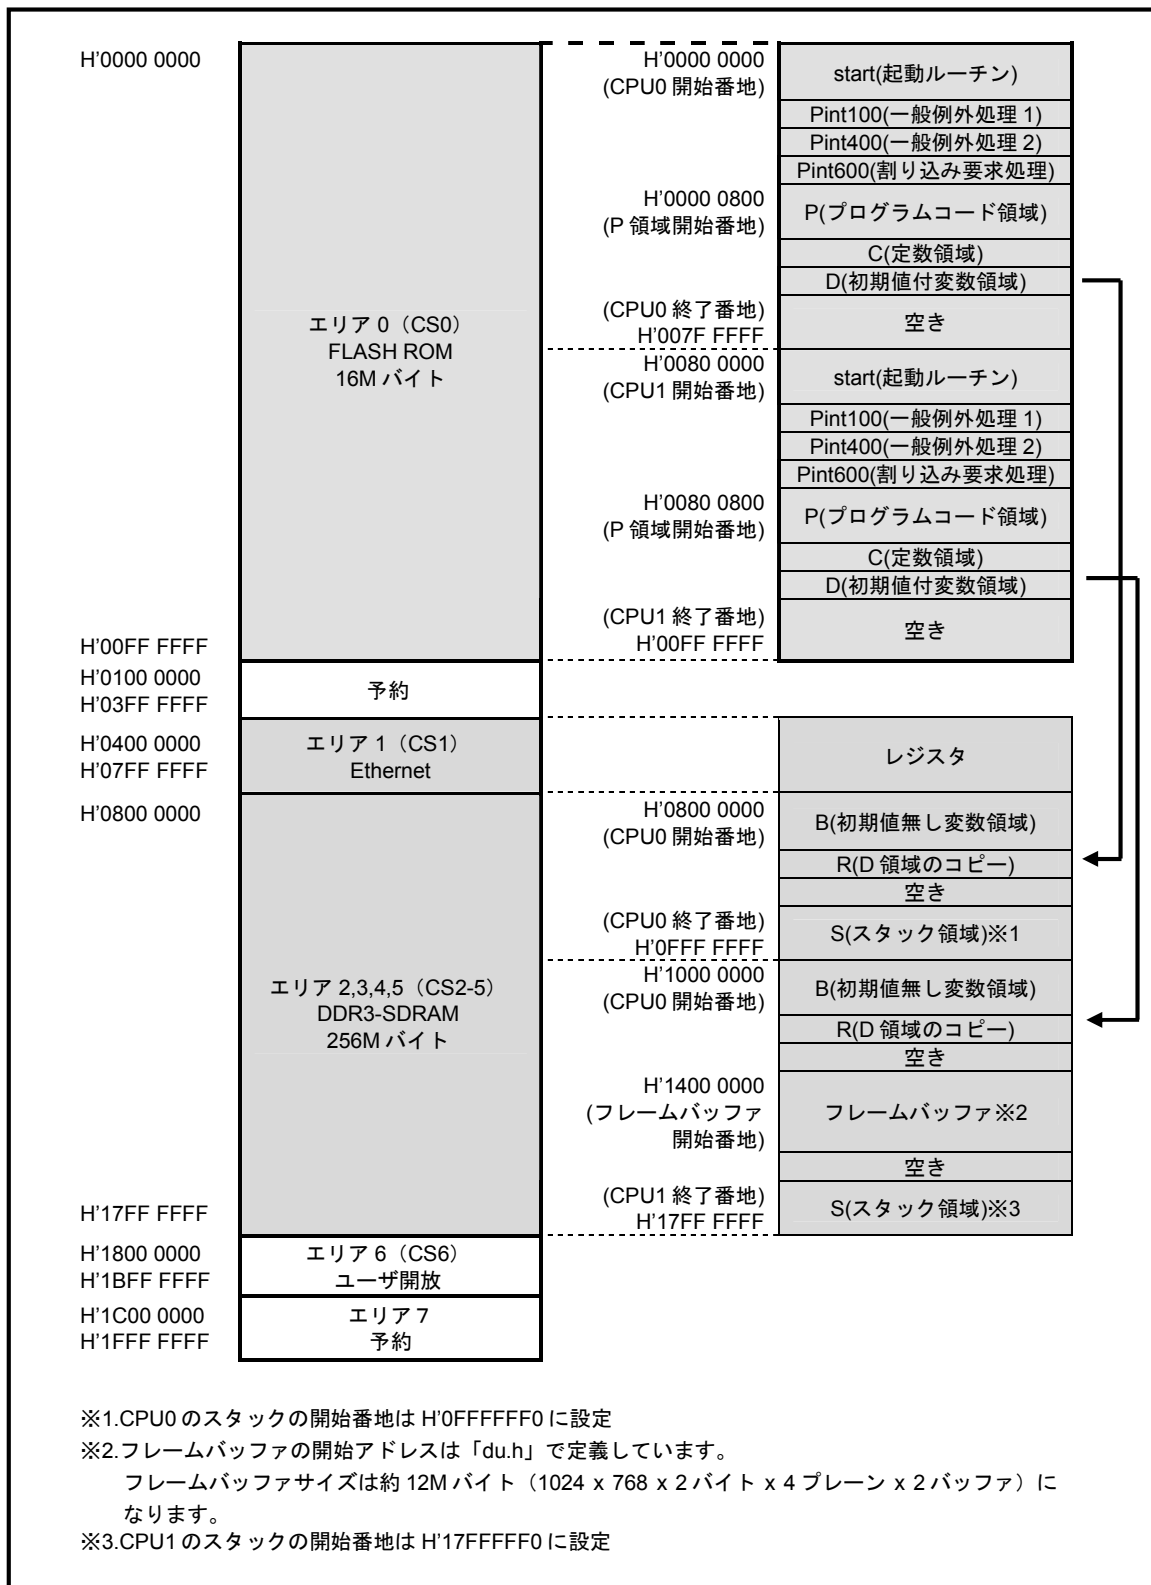 H'0000 0000
エリア 0（CS0）
FLASH ROM
16M バイト
H'00FF FFFF
H'0100 0000
H'03FF FFFF
予約
H'0400 0000
H'07FF FFFF
エリア 1（CS1）
Ethernet
H'0800 0000
エリア 2,3,4,5（CS2-5）
DDR3-SDRAM
256M バイト
H'17FF FFFF
H'1800 0000
H'1BFF FFFF
エリア 6（CS6）
ユーザ開放
H'1C00 0000
H'1FFF FFFF
エリア 7
予約
H'0000 0000
(CPU0 開始番地)
start(起動ルーチン)
Pint100(一般例外処理 1)
Pint400(一般例外処理 2)
Pint600(割り込み要求処理)
H'0000 0800
(P 領域開始番地)
P(プログラムコード領域)
C(定数領域)
D(初期値付変数領域)
(CPU0 終了番地)
H'007F FFFF
空き
H'0080 0000
(CPU1 開始番地)
start(起動ルーチン)
Pint100(一般例外処理 1)
Pint400(一般例外処理 2)
Pint600(割り込み要求処理)
H'0080 0800
(P 領域開始番地)
P(プログラムコード領域)
C(定数領域)
D(初期値付変数領域)
(CPU1 終了番地)
H'00FF FFFF
空き
レジスタ
H'0800 0000
(CPU0 開始番地)
B(初期値無し変数領域)
R(D 領域のコピー)
空き
(CPU0 終了番地)
H'0FFF FFFF
S(スタック領域)※1
H'1000 0000
(CPU0 開始番地)
B(初期値無し変数領域)
R(D 領域のコピー)
空き
H'1400 0000
(フレームバッファ
開始番地)
フレームバッファ※2
空き
(CPU1 終了番地)
H'17FF FFFF
S(スタック領域)※3
※1.CPU0 のスタックの開始番地は H'0FFFFFF0 に設定
※2.フレームバッファの開始アドレスは「du.h」で定義しています。
フレームバッファサイズは約 12M バイト（1024 x 768 x 2 バイト x 4 プレーン x 2 バッファ）に
なります。
※3.CPU1 のスタックの開始番地は H'17FFFFF0 に設定